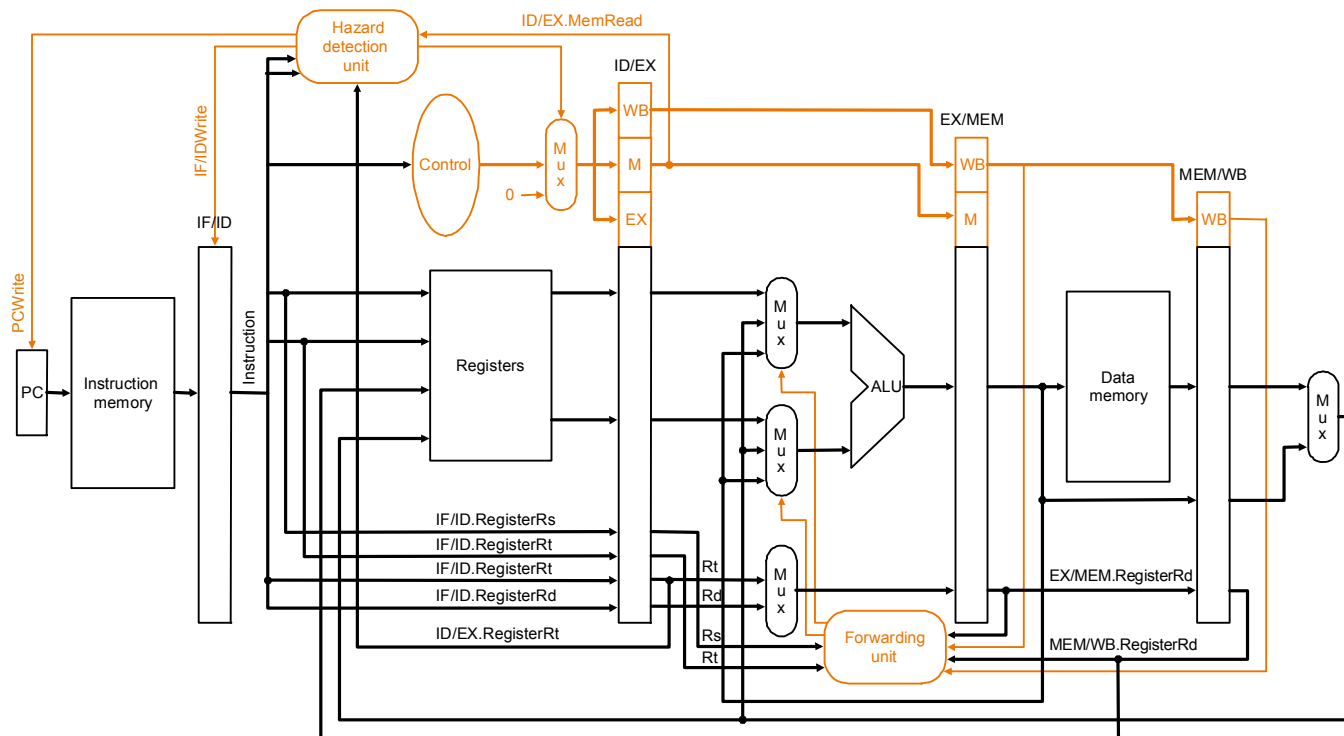 Hazard
detection
unit
ID/EX.MemRead
ID/EX
EX/MEM
MEM/WB
IF/IDWrite
PCWrite
IF/ID
Control
0
M
u
x
WB
M
EX
WB
M
WB
PC
Instruction
memory
Instruction
Registers
M
u
x
M
u
x
ALU
Data
memory
M
u
x
IF/ID.RegisterRs
IF/ID.RegisterRt
IF/ID.RegisterRt
IF/ID.RegisterRd
ID/EX.RegisterRt
Rt
Rd
Rs
Rt
M
u
x
Forwarding
unit
EX/MEM.RegisterRd
MEM/WB.RegisterRd